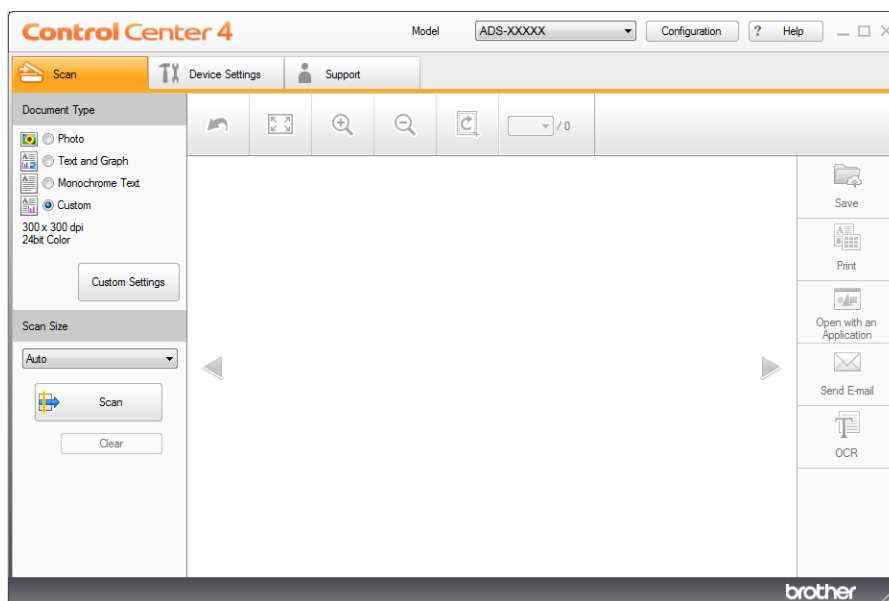 Control Center 4
Model
ADS-XXXXX
Configuration
? Help
Scan
Device Settings
Support
Document Type
Photo
Text and Graph
Monochrome Text
Custom
300 x 300 dpi
24bit Color
Custom Settings
Scan Size
Auto
Scan
Clear
/ 0
Save
Print
Open with an
Application
Send E-mail
OCR
brother